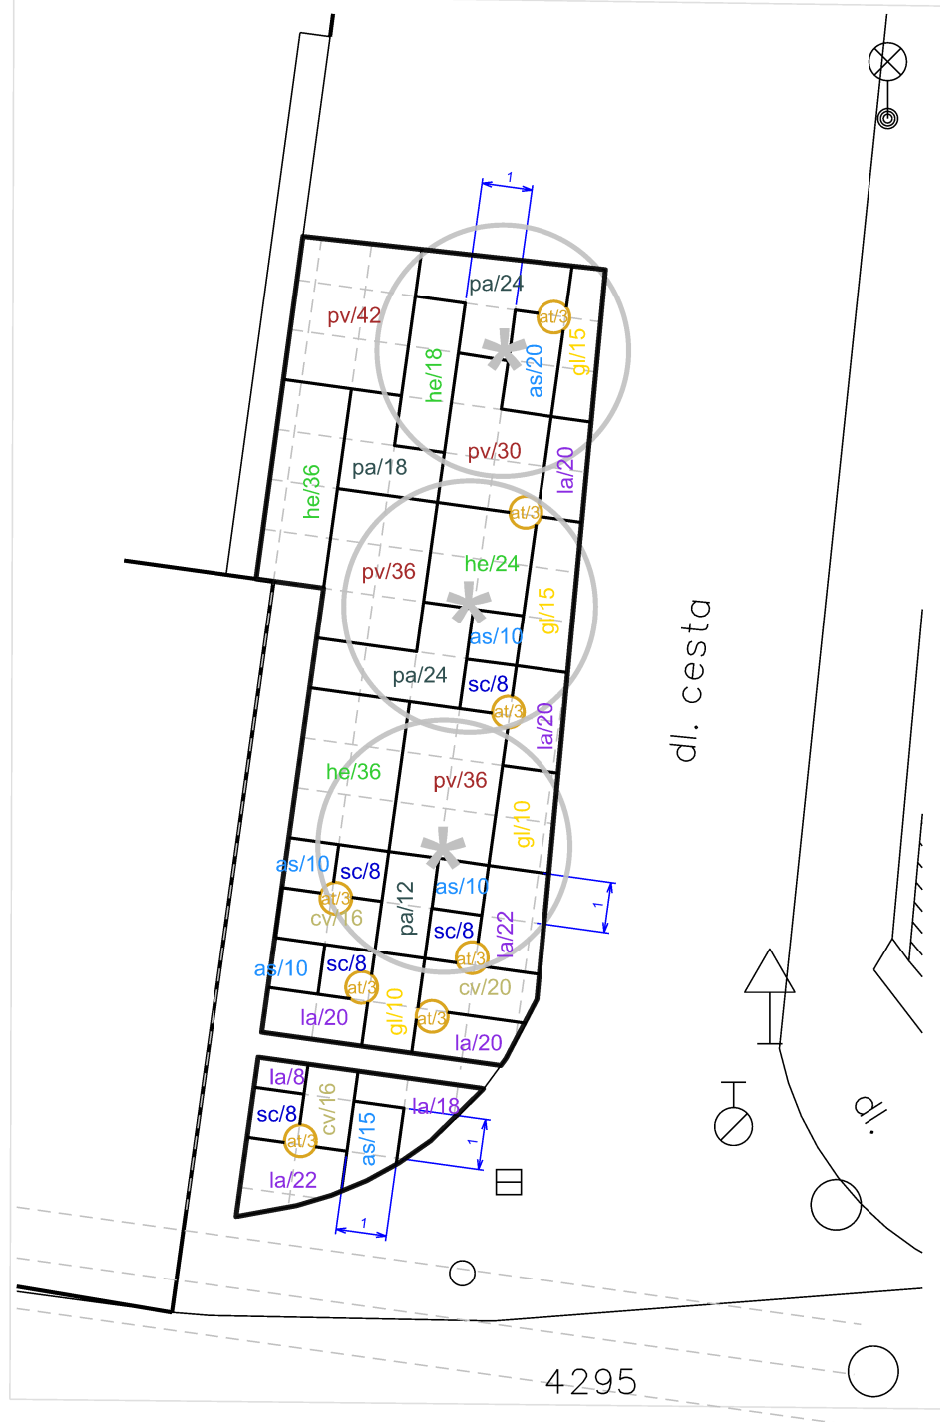 1
pa/24
pv/42
at/3
gl/15
as/20
he/18
pv/30
pa/18
la/20
he/36
at/3
he/24
pv/36
gl/15
as/10
pa/24
sc/8
at/3
la/20
dl. cesta
he/36
pv/36
gl/10
as/10
sc/8
as/10
at/3
pa/12
1
cv/16
sc/8
la/22
at/3
as/10
sc/8
cv/20
at/3
gl/10
at/3
la/20
la/20
la/8
cv/16
la/18
sc/8
as/15
at/3
1
dl.
la/22
1
4295